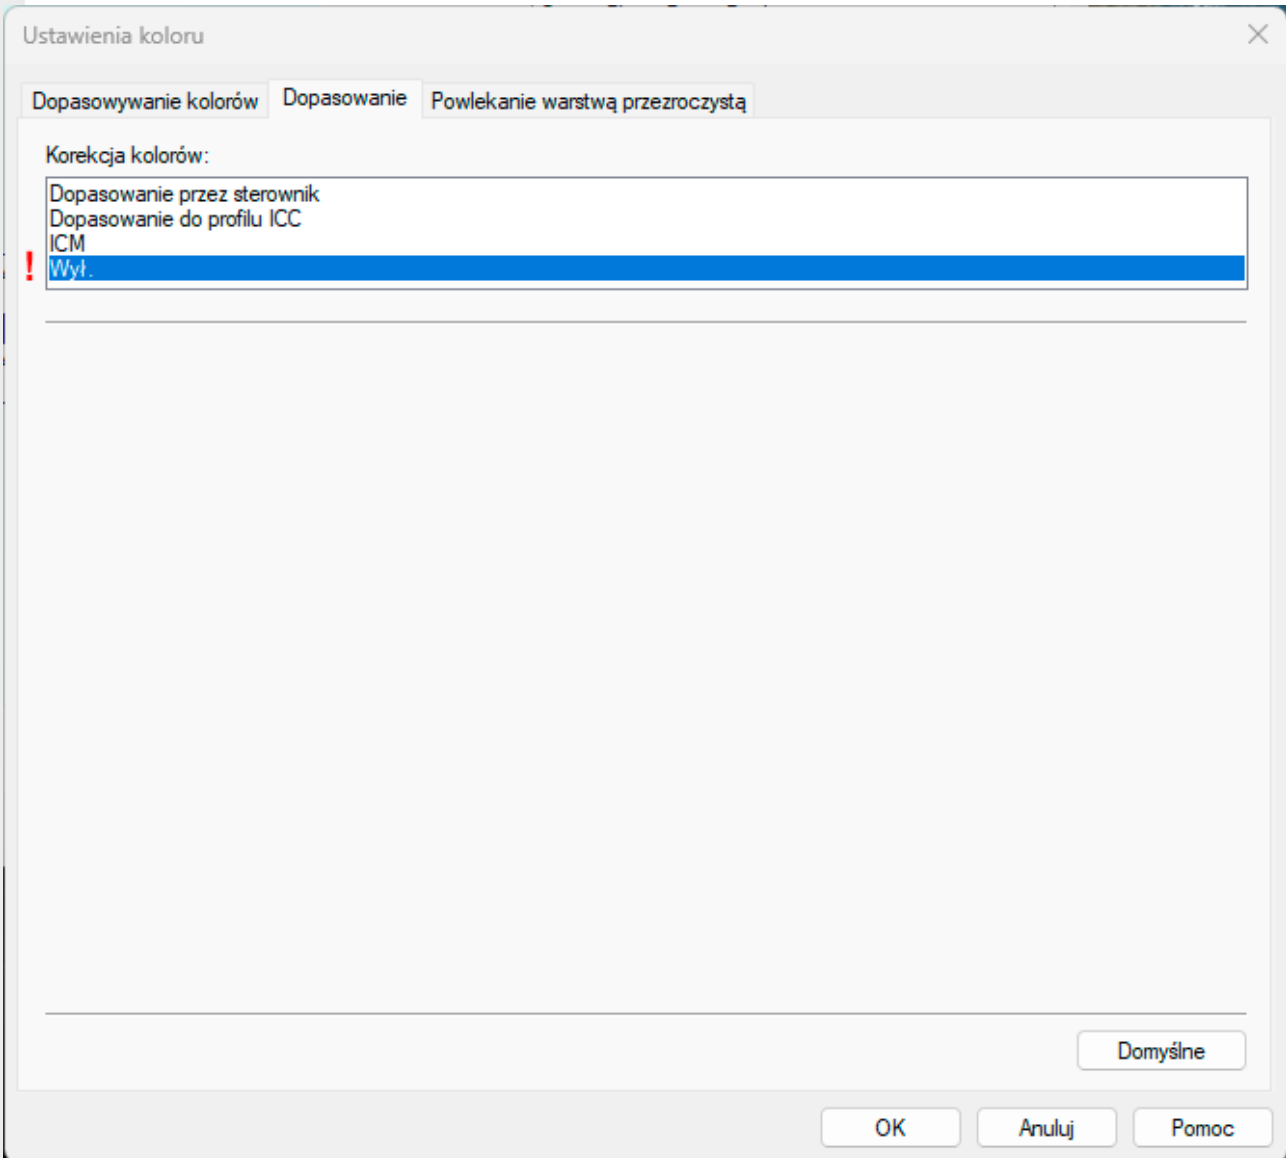 Ustawienia koloru
Dopasowywanie kolorów
Dopasowanie
Powlekanie warstwą przezroczystą
Korekcja kolorów:
Dopasowanie przez sterownik
Dopasowanie do profilu ICC
ICM
! Wył.
Domyślne
OK
Anuluj
Pomoc